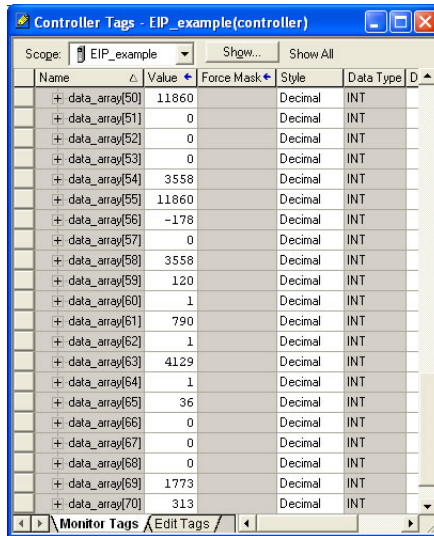 Controller Tags - EIP_example(controller)
Scope: EIP_example Show... Show All
Name Value Force Mask Style Data Type D
data_array[50] 11860 Decimal INT
data_array[51] 0 Decimal INT
data_array[52] 0 Decimal INT
data_array[53] 0 Decimal INT
data_array[54] 3558 Decimal INT
data_array[55] 11860 Decimal INT
data_array[56] -178 Decimal INT
data_array[57] 0 Decimal INT
data_array[58] 3558 Decimal INT
data_array[59] 120 Decimal INT
data_array[60] 1 Decimal INT
data_array[61] 790 Decimal INT
data_array[62] 1 Decimal INT
data_array[63] 4129 Decimal INT
data_array[64] 1 Decimal INT
data_array[65] 36 Decimal INT
data_array[66] 0 Decimal INT
data_array[67] 0 Decimal INT
data_array[68] 0 Decimal INT
data_array[69] 1773 Decimal INT
data_array[70] 313 Decimal INT
Monitor Tags Edit Tags